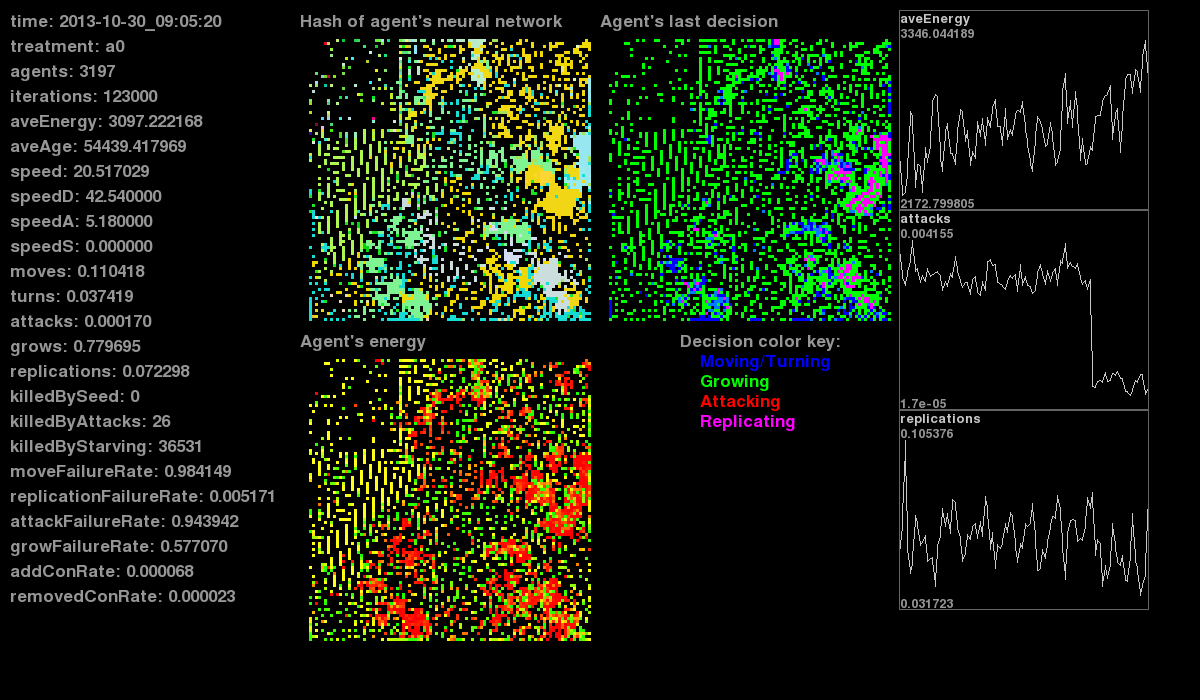 time: 2013-10-30_09:05:20
treatment: a0
agents: 3197
iterations: 123000
aveEnergy: 3097.222168
aveAge: 54439.417969
speed: 20.517029
speedD: 42.540000
speedA: 5.180000
speedS: 0.000000
moves: 0.110418
turns: 0.037419
attacks: 0.000170
grows: 0.779695
replications: 0.072298
killedBySeed: 0
killedByAttacks: 26
killedByStarving: 36531
moveFailureRate: 0.984149
replicationFailureRate: 0.005171
attackFailureRate: 0.943942
growFailureRate: 0.577070
addConRate: 0.000068
removedConRate: 0.000023
Hash of agent's neural network
Agent's last decision
Agent's energy
Decision color key:
Moving/Turning
Growing
Attacking
Replicating
aveEnergy
3346.044189
2172.799805
attacks
0.004155
1.7e-05
replications
0.105376
0.031723